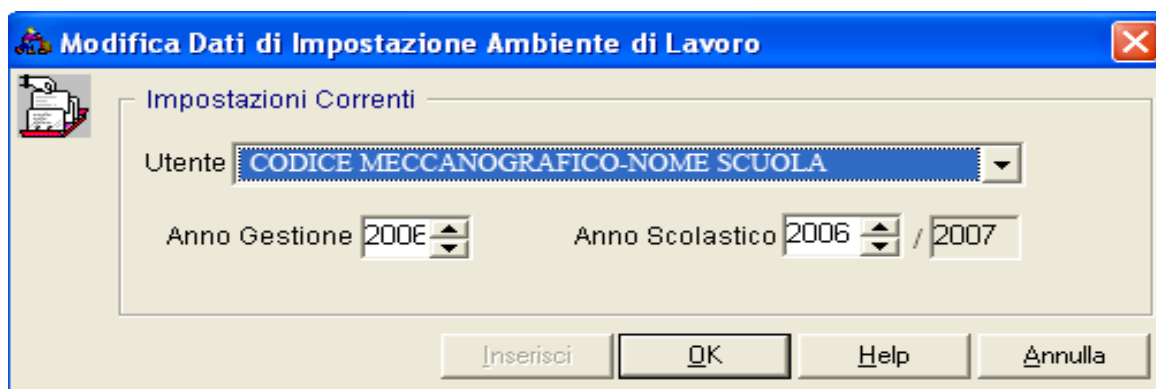 Modifica Dati di Impostazione Ambiente di Lavoro
Impostazioni Correnti
Utente CODICE MECCANOGRAFICO-NOME SCUOLA
Anno Gestione Anno Scolastico 2006 / 2007
Inserisci OK Help Annulla